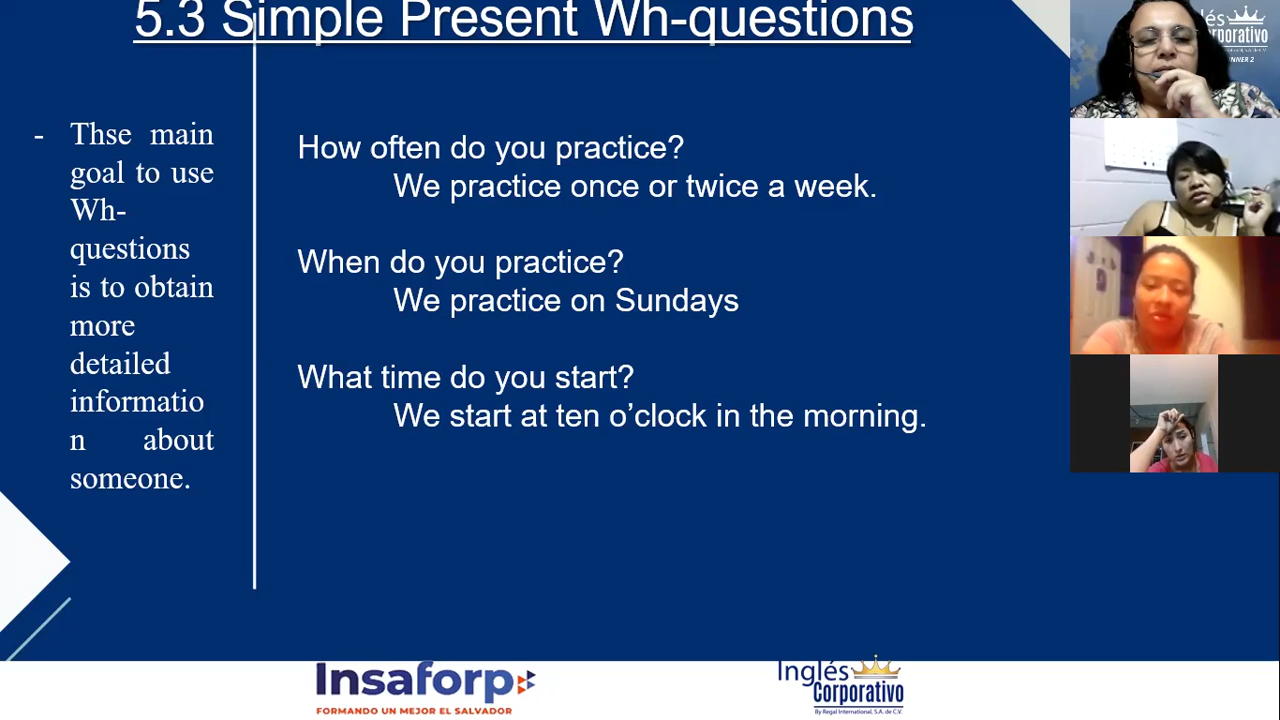 5.3 Simple Present Wh-questions
- Thse main
goal to use
Wh-
questions
is to obtain
more
detailed
informatio
n about
someone.
How often do you practice?
We practice once or twice a week.
When do you practice?
We practice on Sundays
What time do you start?
We start at ten o’clock in the morning.
Insaforp
FORMANDO UN MEJOR EL SALVADOR
Inglés
Corporativo
By Regal International, S.A. de C.V.